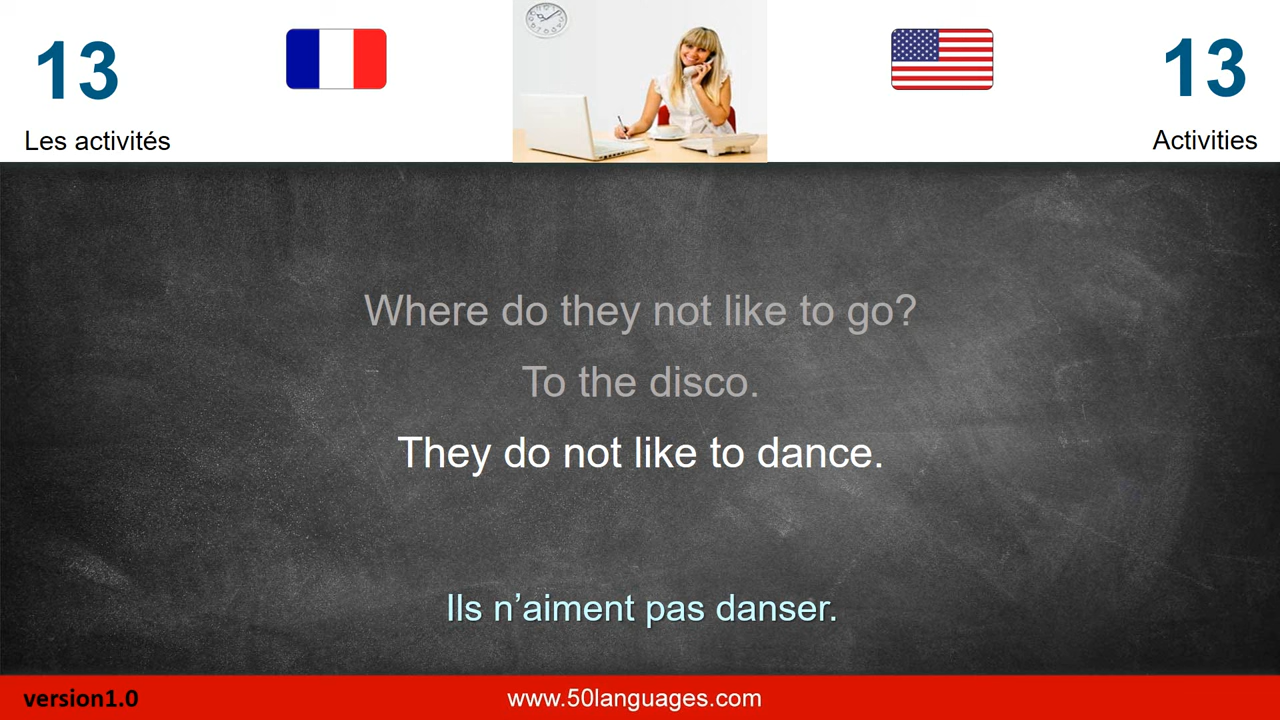 13
13
Les activités
Activities
Where do they not like to go?
To the disco.
They do not like to dance.
Ils n’aiment pas danser.
version1.0
www.50languages.com